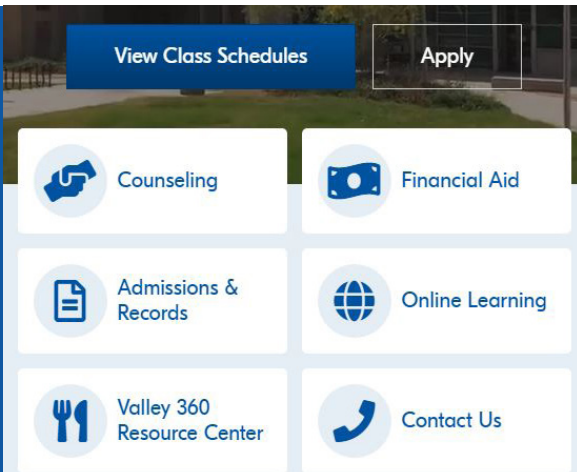 View Class Schedules
Apply
Counseling
Financial Aid
Admissions &
Records
Online Learning
Valley 360
Resource Center
Contact Us